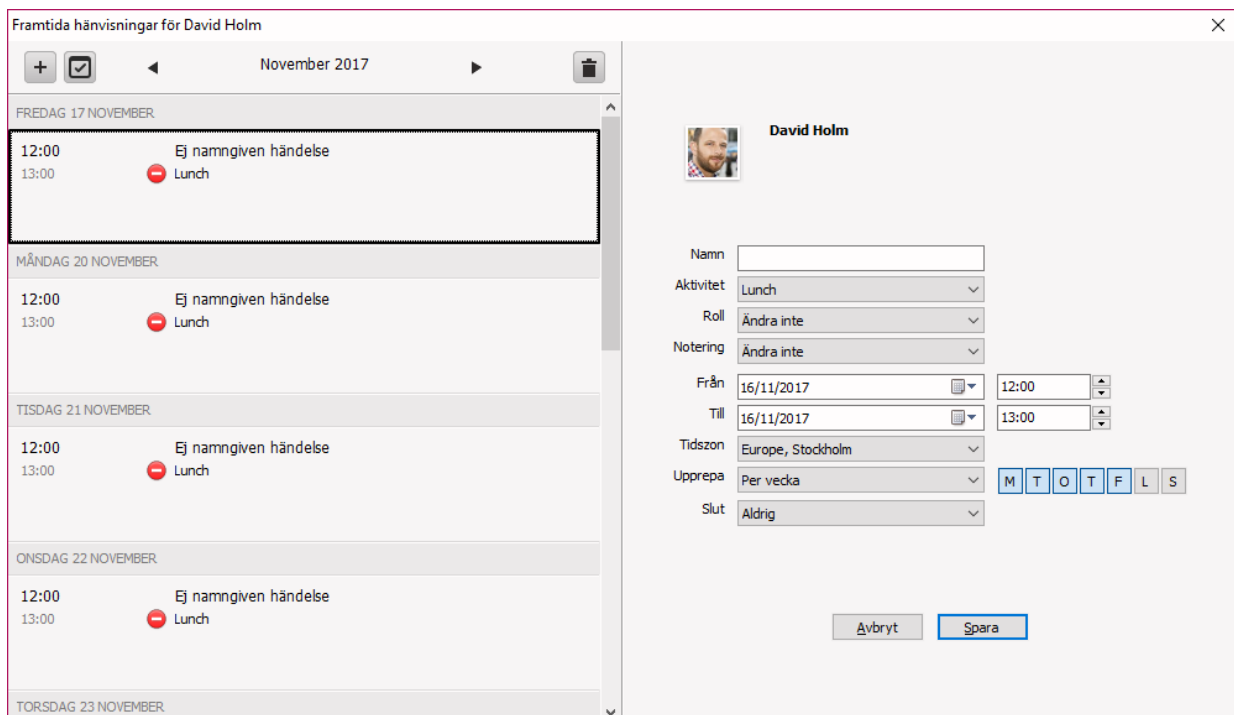 Framtida hänvisningar för David Holm
November 2017
FREDAG 17 NOVEMBER
12:00 Ej namngiven händelse
13:00 Lunch
MÅNDAG 20 NOVEMBER
12:00 Ej namngiven händelse
13:00 Lunch
TISDAG 21 NOVEMBER
12:00 Ej namngiven händelse
13:00 Lunch
ONSDAG 22 NOVEMBER
12:00 Ej namngiven händelse
13:00 Lunch
TORSDAG 23 NOVEMBER
David Holm
Namn
Aktivitet Lunch
Roll Ändra inte
Notering Ändra inte
Från 16/11/2017 12:00
Till 16/11/2017 13:00
Tidszon Europe, Stockholm
Upprepa Per vecka M T O T F L S
Slut Aldrig
Avbryt Spara